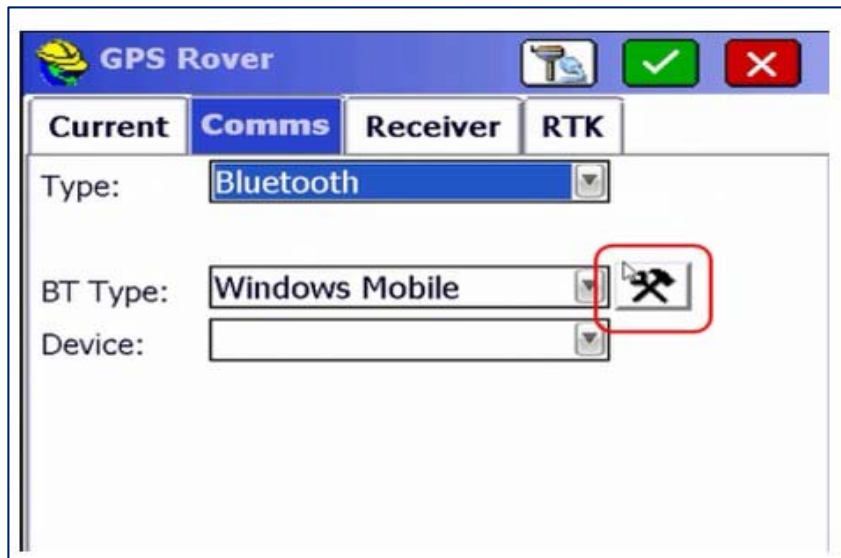 GPS Rover
Current Comms Receiver RTK
Type: Bluetooth
BT Type: Windows Mobile
Device: